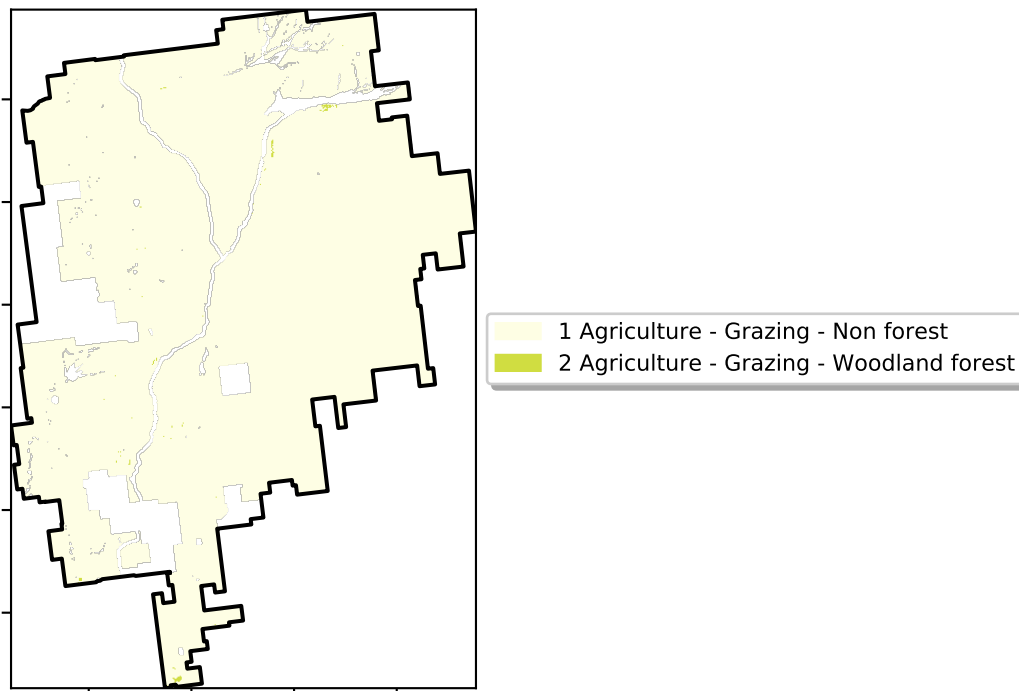 1 Agriculture - Grazing - Non forest
2 Agriculture - Grazing - Woodland forest